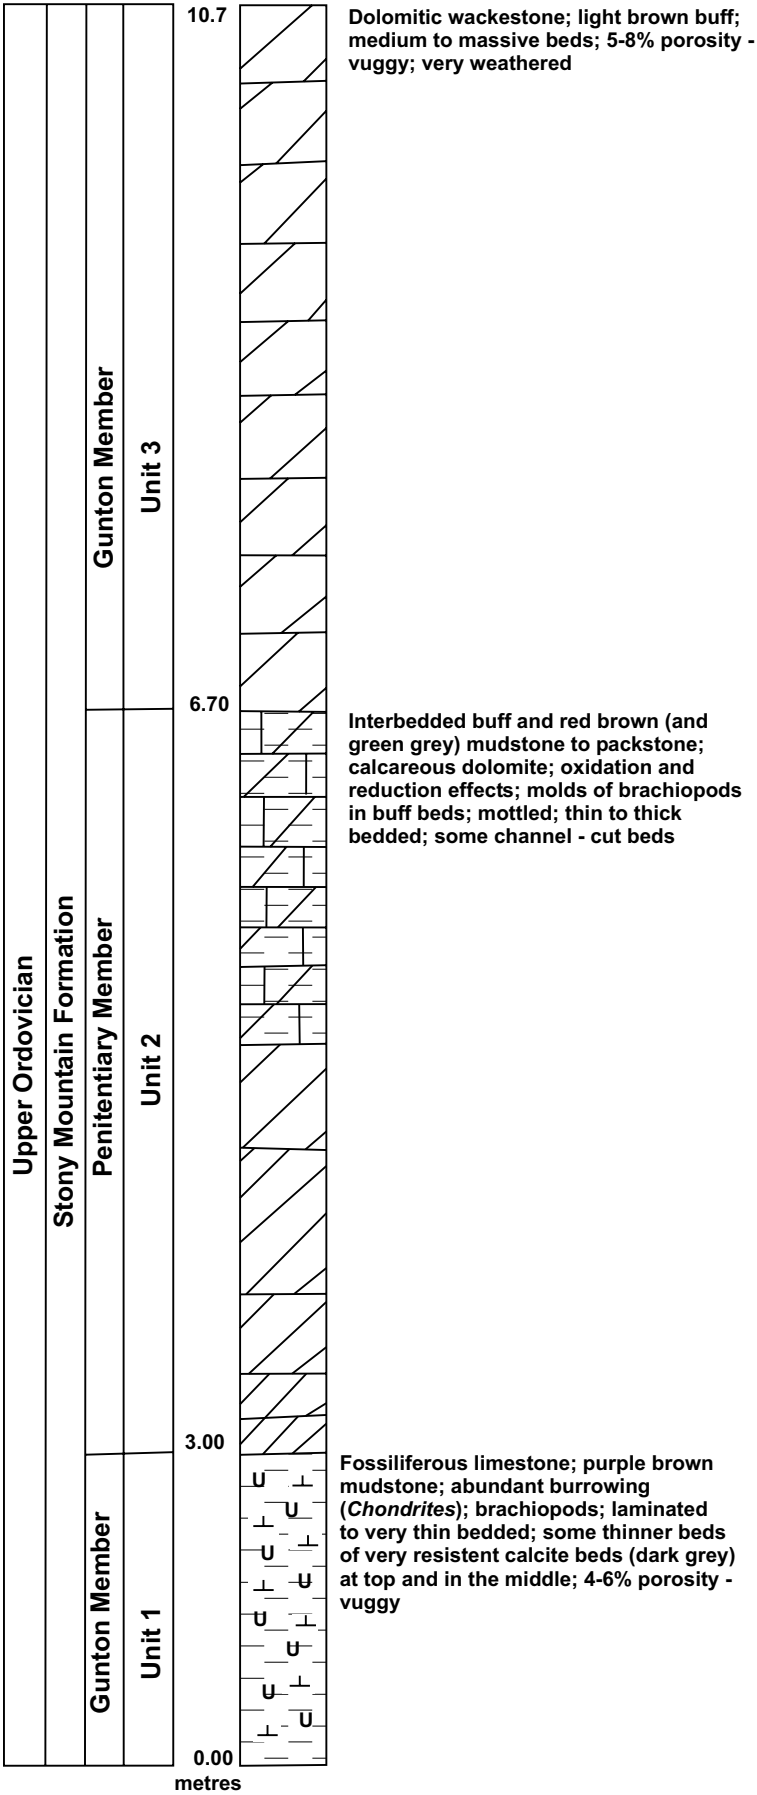 10.7
Dolomitic wackestone; light brown buff;
medium to massive beds; 5-8% porosity -
vuggy; very weathered
Gunton Member
Unit 3
6.70
Interbedded buff and red brown (and
green grey) mudstone to packstone;
calcareous dolomite; oxidation and
reduction effects; molds of brachiopods
in buff beds; mottled; thin to thick
bedded; some channel - cut beds
Upper Ordovician
Stony Mountain Formation
Penitentiary Member
Unit 2
3.00
Fossiliferous limestone; purple brown
mudstone; abundant burrowing
(Chondrites); brachiopods; laminated
to very thin bedded; some thinner beds
of very resistent calcite beds (dark grey)
at top and in the middle; 4-6% porosity -
vuggy
Gunton Member
Unit 1
0.00
metres